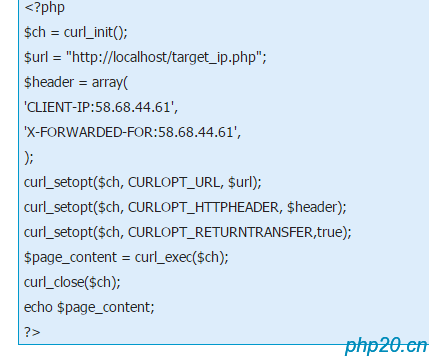 <?php
$ch = curl_init();
$url = "http://localhost/target_ip.php";
$header = array(
'CLIENT-IP:58.68.44.61',
'X-FORWARDED-FOR:58.68.44.61',
);
curl_setopt($ch, CURLOPT_URL, $url);
curl_setopt($ch, CURLOPT_HTTPHEADER, $header);
curl_setopt($ch, CURLOPT_RETURNTRANSFER,true);
$page_content = curl_exec($ch);
curl_close($ch);
echo $page_content;
?>
php20.cn